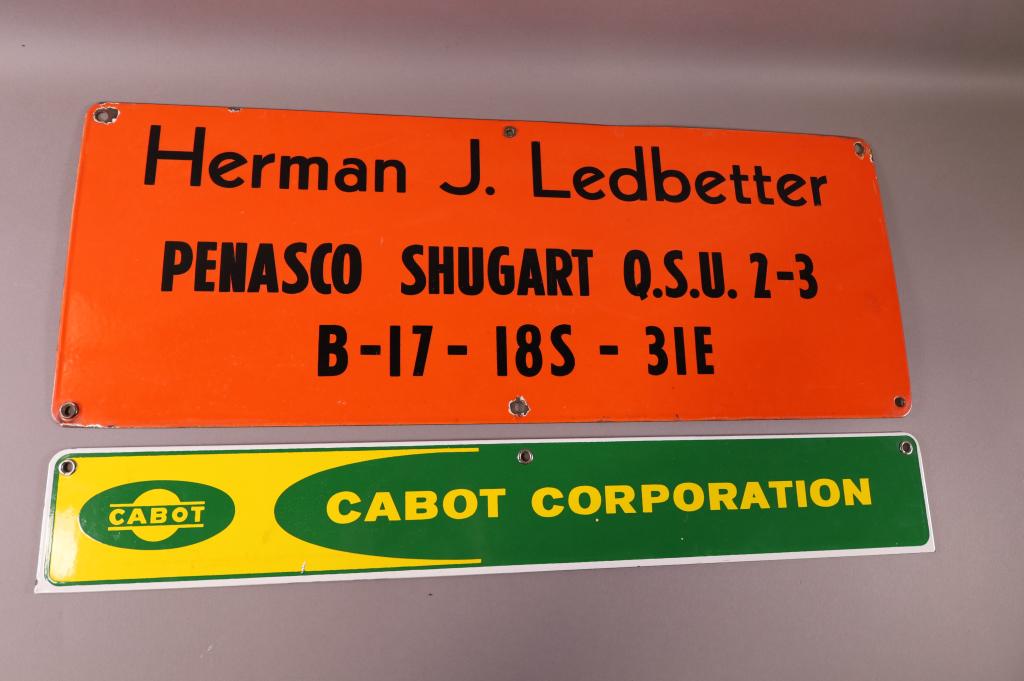 Herman J. Ledbetter
PENASCO SHUGART Q.S.U. 2-3
B-17- 18S - 31E
CABOT
CABOT CORPORATION